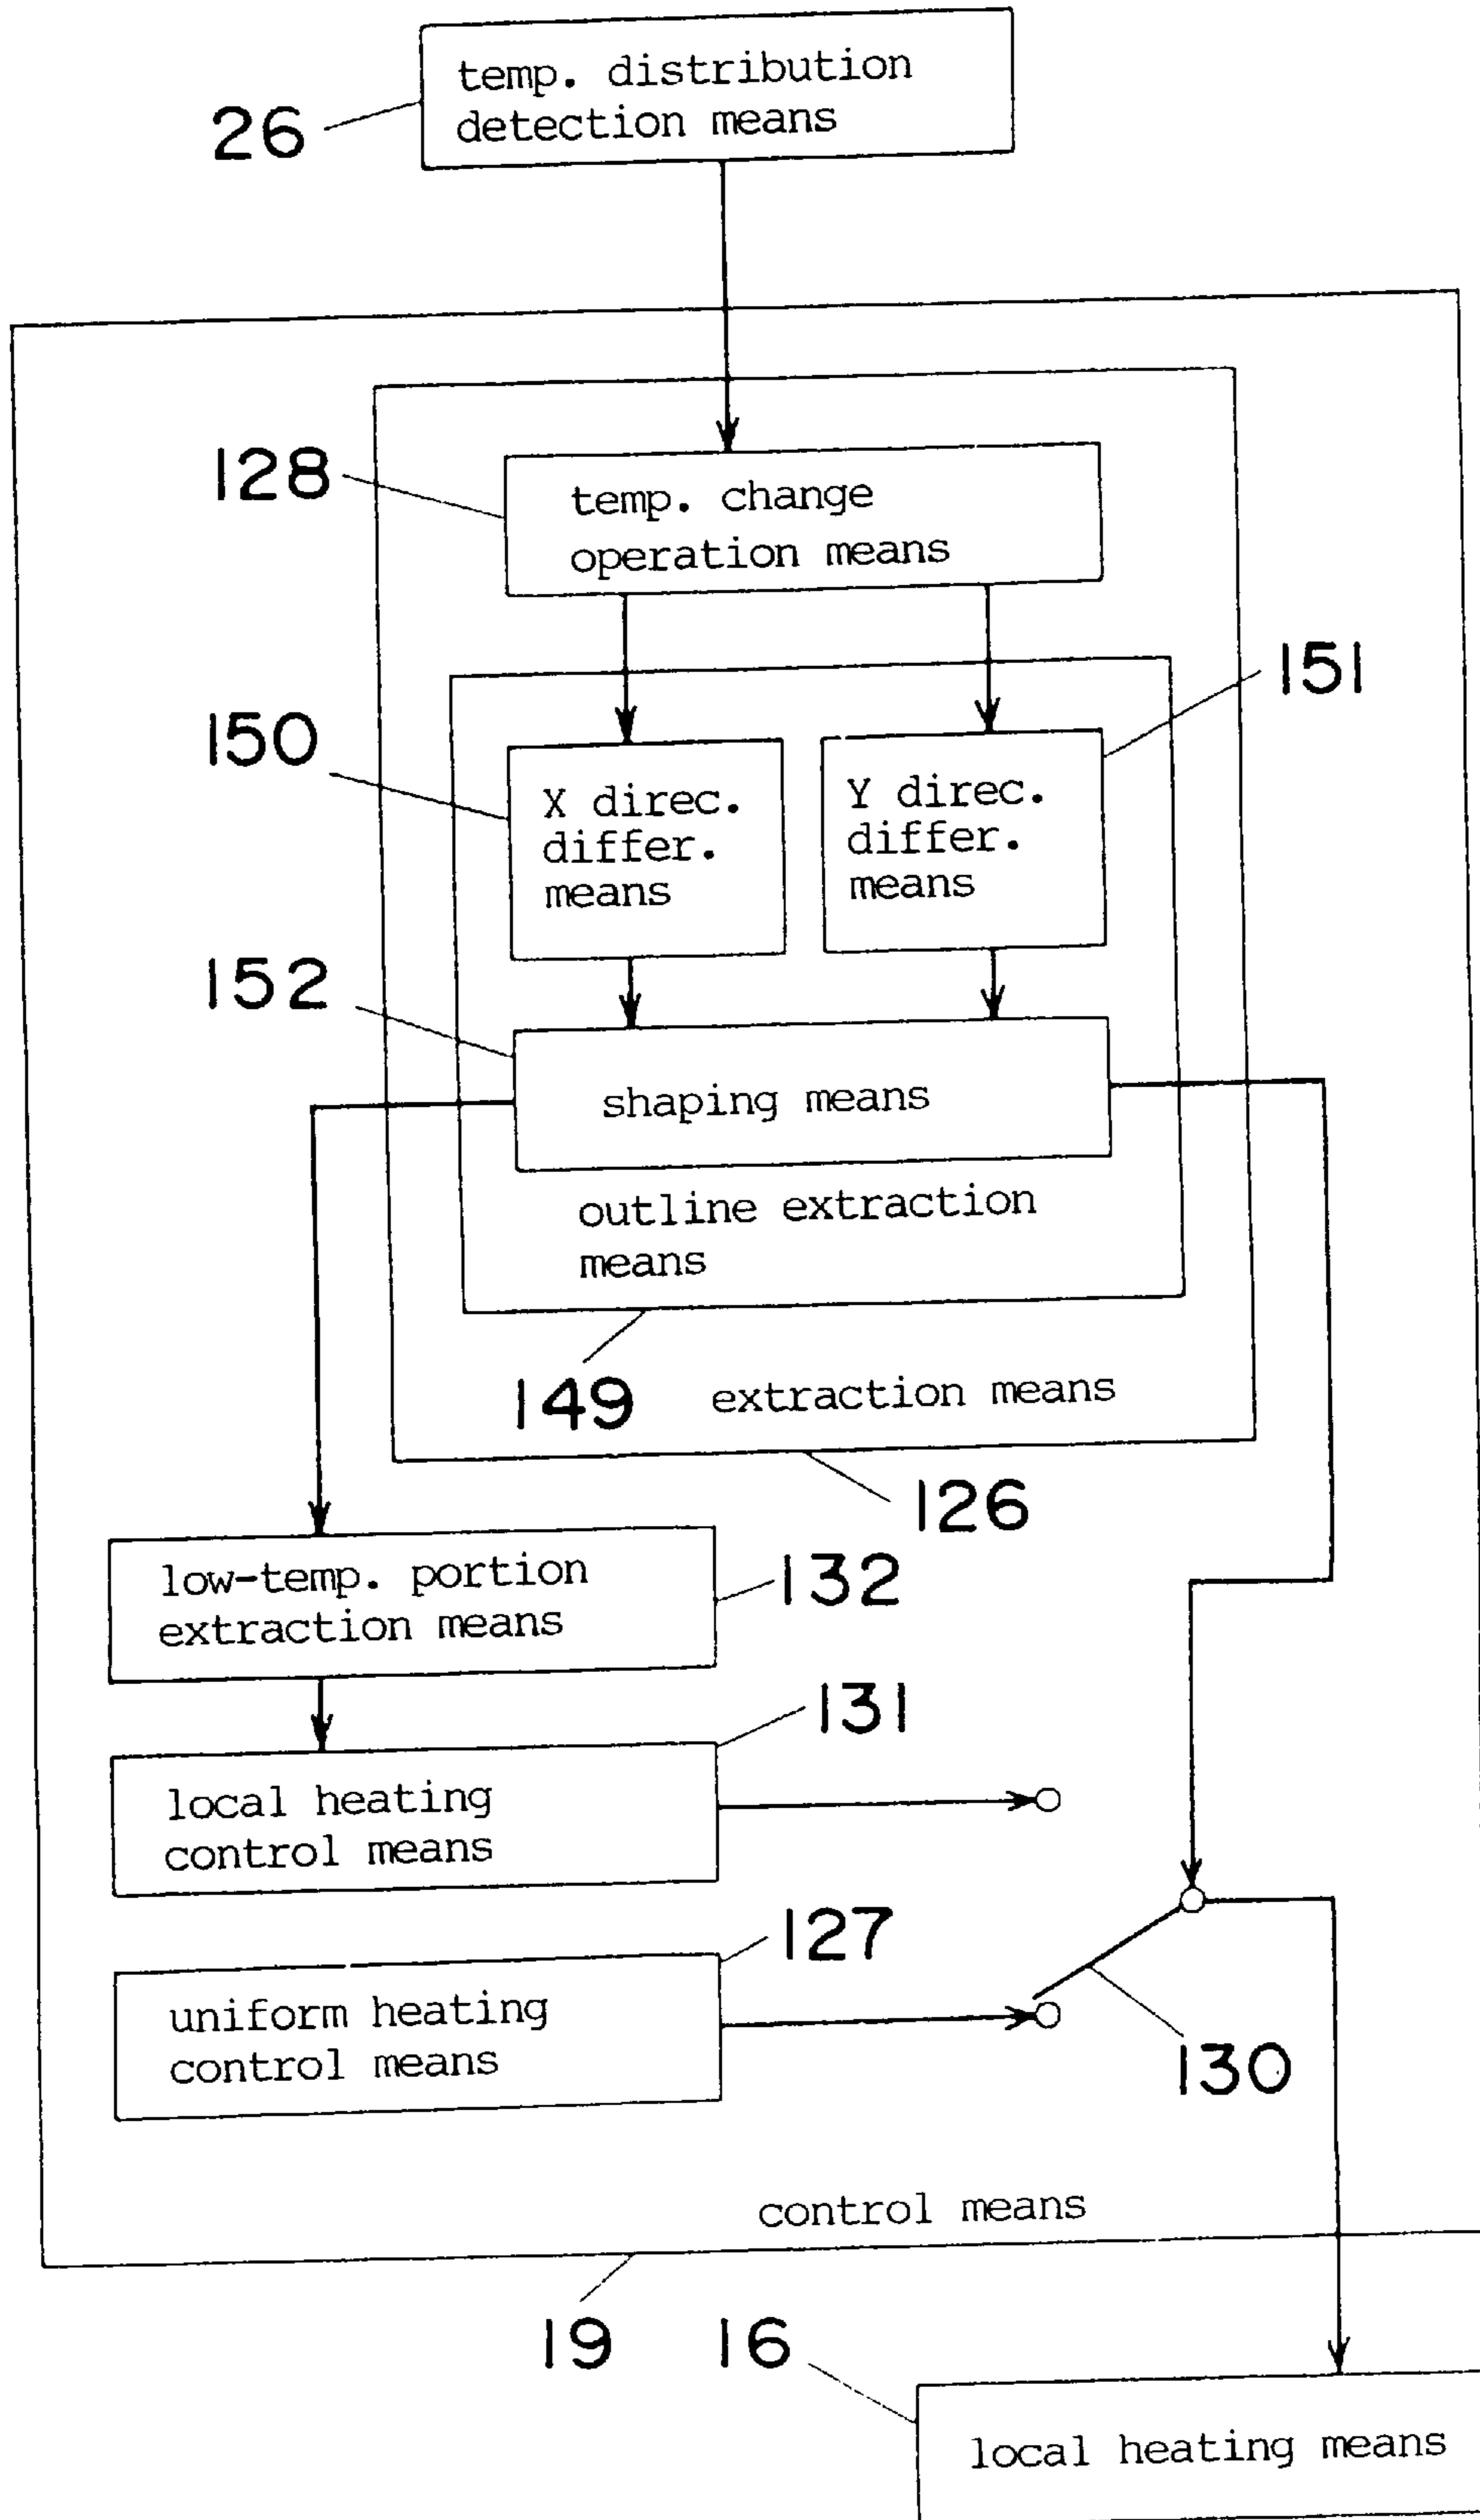 temp. distribution
detection means
26
128
temp. change
operation means
151
150
X direc.
differ.
means
Y direc.
differ.
means
152
shaping means
outline extraction
means
149
extraction means
126
low-temp. portion
extraction means
132
131
local heating
control means
127
uniform heating
control means
130
control means
19
16
local heating means